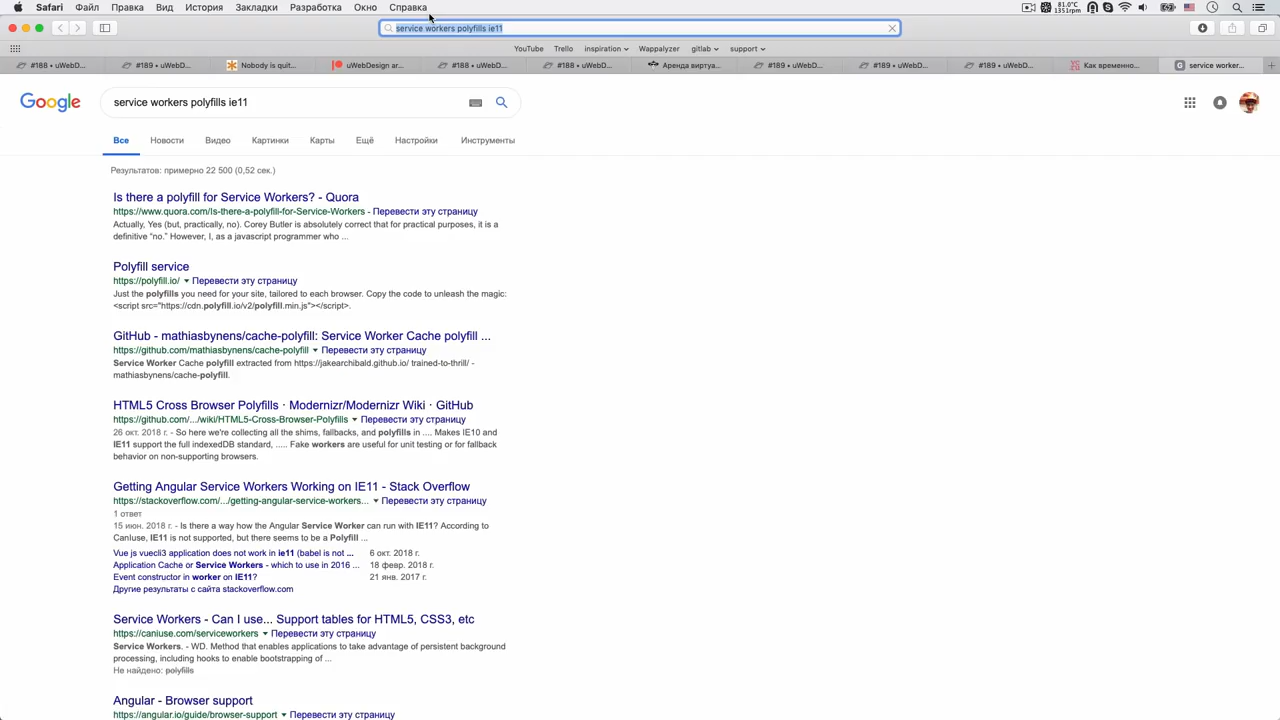 Safari Файл Правка Вид История Закладки Разработка Окно Справка
81.0°C
1351rpm
service workers polyfills ie11
YouTube Trello inspiration Wappalyzer gitlab support
#188 • uWebD... #189 • uWebD... Nobody is quit... uWebDesign ar... #188 • uWebD... #188 • uWebD... Аренда виртуа... #189 • uWebD... #189 • uWebD... #189 • uWebD... Как временно... service worker...
Google
service workers polyfills ie11
Все Новости Видео Картинки Карты Ещё Настройки Инструменты
Результатов: примерно 22 500 (0,52 сек.)
Is there a polyfill for Service Workers? - Quora
https://www.quora.com/Is-there-a-polyfill-for-Service-Workers - Перевести эту страницу
Actually, Yes (but, practically, no). Corey Butler is absolutely correct that for practical purposes, it is a
definitive “no.” However, I, as a javascript programmer who ...
Polyfill service
https://polyfill.io/ Перевести эту страницу
Just the polyfills you need for your site, tailored to each browser. Copy the code to unleash the magic:
<script src="https://cdn.polyfill.io/v2/polyfill.min.js"></script>.
GitHub - mathiasbynens/cache-polyfill: Service Worker Cache polyfill ...
https://github.com/mathiasbynens/cache-polyfill Перевести эту страницу
Service Worker Cache polyfill extracted from https://jakearchibald.github.io/ trained-to-thrill/ -
mathiasbynens/cache-polyfill.
HTML5 Cross Browser Polyfills · Modernizr/Modernizr Wiki · GitHub
https://github.com/.../wiki/HTML5-Cross-Browser-Polyfills Перевести эту страницу
26 окт. 2018 г. - So here we're collecting all the shims, fallbacks, and polyfills in .... Makes IE10 and
IE11 support the full indexedDB standard, ..... Fake workers are useful for unit testing or for fallback
behavior on non-supporting browsers.
Getting Angular Service Workers Working on IE11 - Stack Overflow
https://stackoverflow.com/.../getting-angular-service-workers... Перевести эту страницу
1 ответ
15 июн. 2018 г. - Is there a way how the Angular Service Worker can run with IE11? According to
CanIuse, IE11 is not supported, but there seems to be a Polyfill ...
Vue js vuecli3 application does not work in ie11 (babel is not ... 6 окт. 2018 г.
Application Cache or Service Workers - which to use in 2016 ... 18 февр. 2018 г.
Event constructor in worker on IE11? 21 янв. 2017 г.
Другие результаты с сайта stackoverflow.com
Service Workers - Can I use... Support tables for HTML5, CSS3, etc
https://caniuse.com/serviceworkers Перевести эту страницу
Service Workers. - WD. Method that enables applications to take advantage of persistent background
processing, including hooks to enable bootstrapping of ...
Не найдено: polyfills
Angular - Browser support
https://angular.io/guide/browser-support Перевести эту страницу